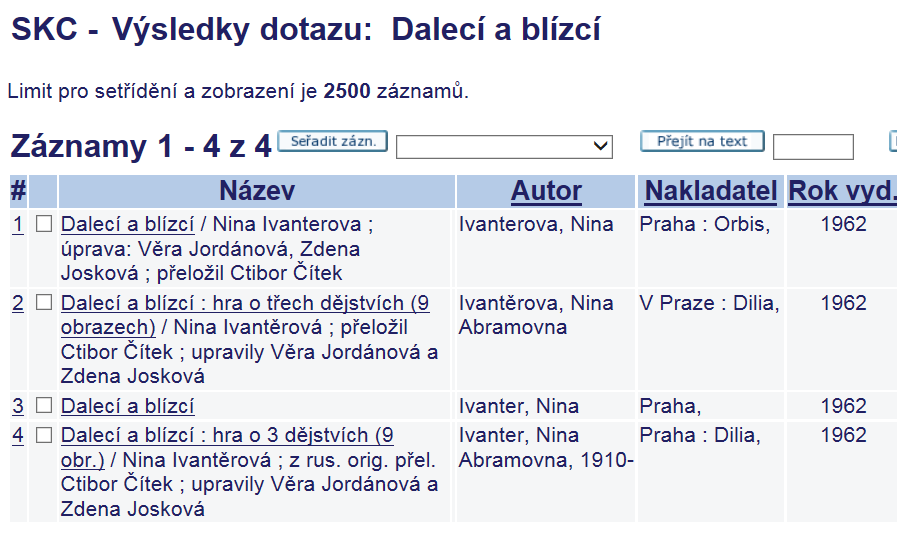 SKC - Výsledky dotazu: Dalecí a blízcí
Limit pro setřídění a zobrazení je 2500 záznamů.
Záznamy 1 - 4 z 4 Seřadit zázn. Přejít na text
# Název Autor Nakladatel Rok vyd.
1 Dalecí a blízcí / Nina Ivanterova ; Ivanterova, Nina Praha : Orbis, 1962
úprava: Věra Jordánová, Zdena
Josková ; přeložil Ctibor Čítek
2 Dalecí a blízcí : hra o třech dějstvích (9 Ivantěrova, Nina V Praze : Dilia, 1962
obrazech) / Nina Ivantěrová ; přeložil Abramovna
Ctibor Čítek ; upravily Věra Jordánová a
Zdena Josková
3 Dalecí a blízcí Ivanter, Nina Praha, 1962
4 Dalecí a blízcí : hra o 3 dějstvích (9 Ivanter, Nina Praha : Dilia, 1962
obr.) / Nina Ivantěrová ; z rus. orig. přel. Abramovna, 1910-
Ctibor Čítek ; upravily Věra Jordánová a
Zdena Josková